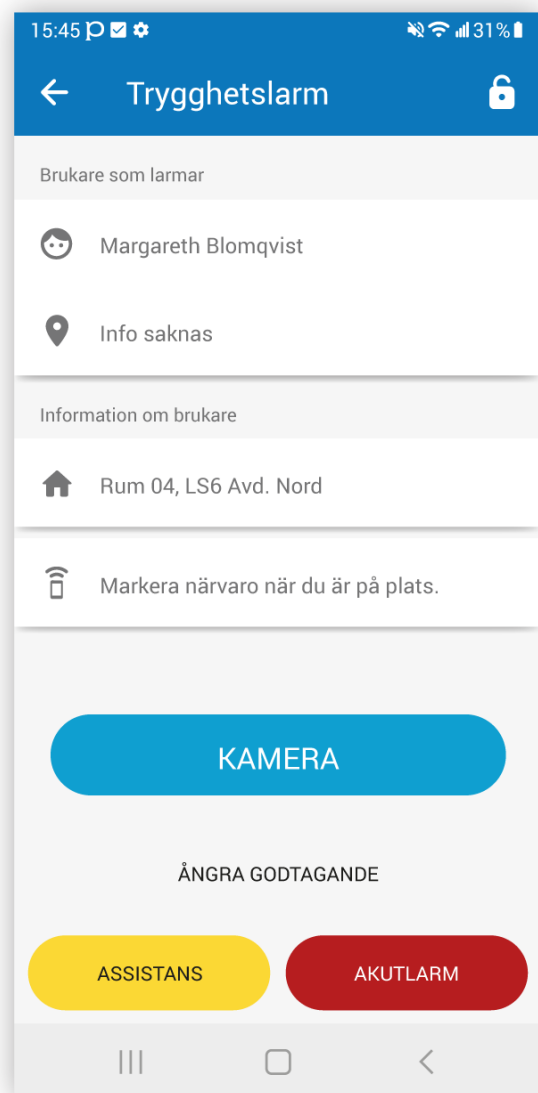 15:45 31%
Trygghetslarm
Brukare som larmar
Margareth Blomqvist
Info saknas
Information om brukare
Rum 04, LS6 Avd. Nord
Markera närvaro när du är på plats.
KAMERA
ÅNGRA GODTAGANDE
ASSISTANS AKUTLARM